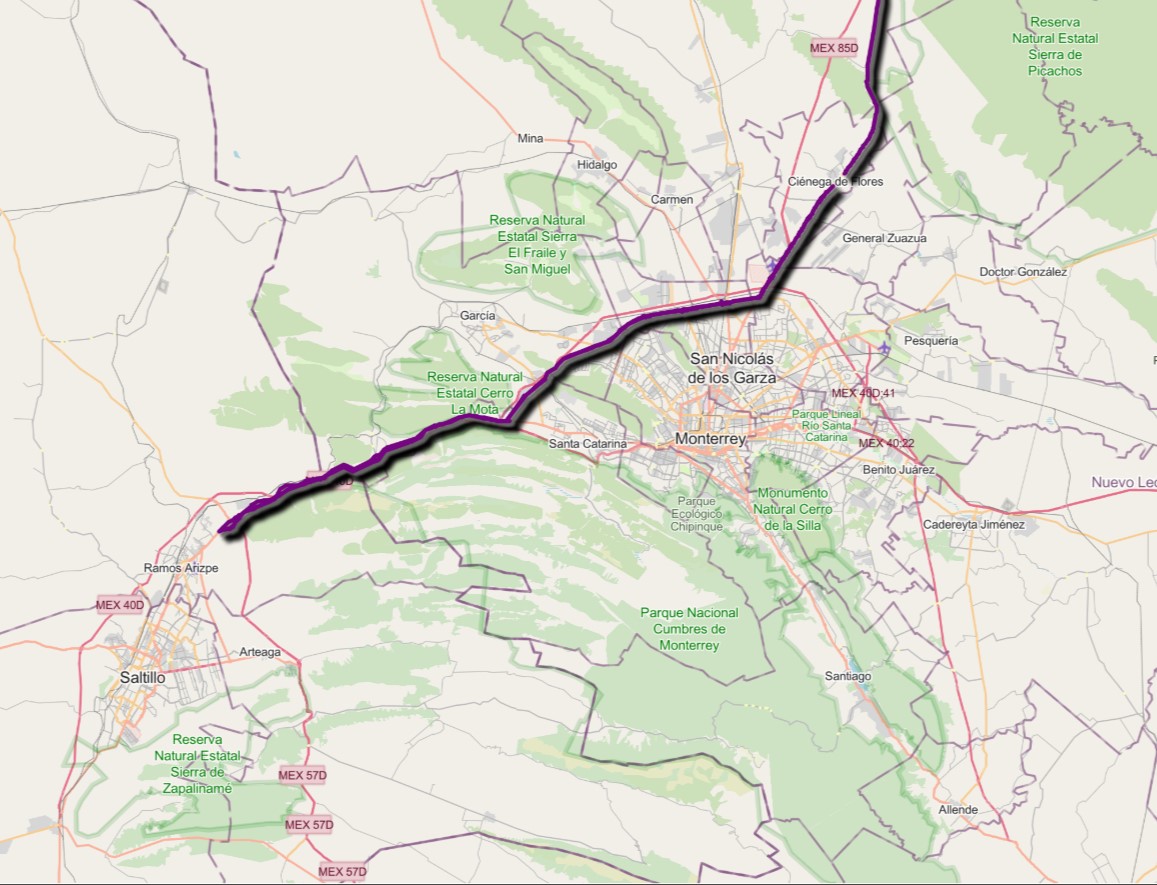 Reserva
Natural Estatal
Sierra de
Picachos
MEX 85D
Mina
Hidalgo
Ciénega de Flores
Carmen
Reserva Natural
Estatal Sierra
El Fraile y
San Miguel
General Zuazua
Doctor González
García
Pesquería
San Nicolás
de los Garza
Reserva Natural
Estatal Cerro
La Mota
MEX 40D;41
Parque Lineal
Río Santa
Catarina
Santa Catarina
Monterrey
MEX 40;22
Benito Juárez
Nuevo Leó
Parque
Ecológico
Chipinque
Monumento
Natural Cerro
de la Silla
Cadereyta Jiménez
Ramos Arizpe
MEX 40D
Parque Nacional
Cumbres de
Monterrey
Arteaga
Saltillo
Santiago
Reserva
Natural Estatal
Sierra de
Zapalinamé
MEX 57D
Allende
MEX 57D
MEX 57D